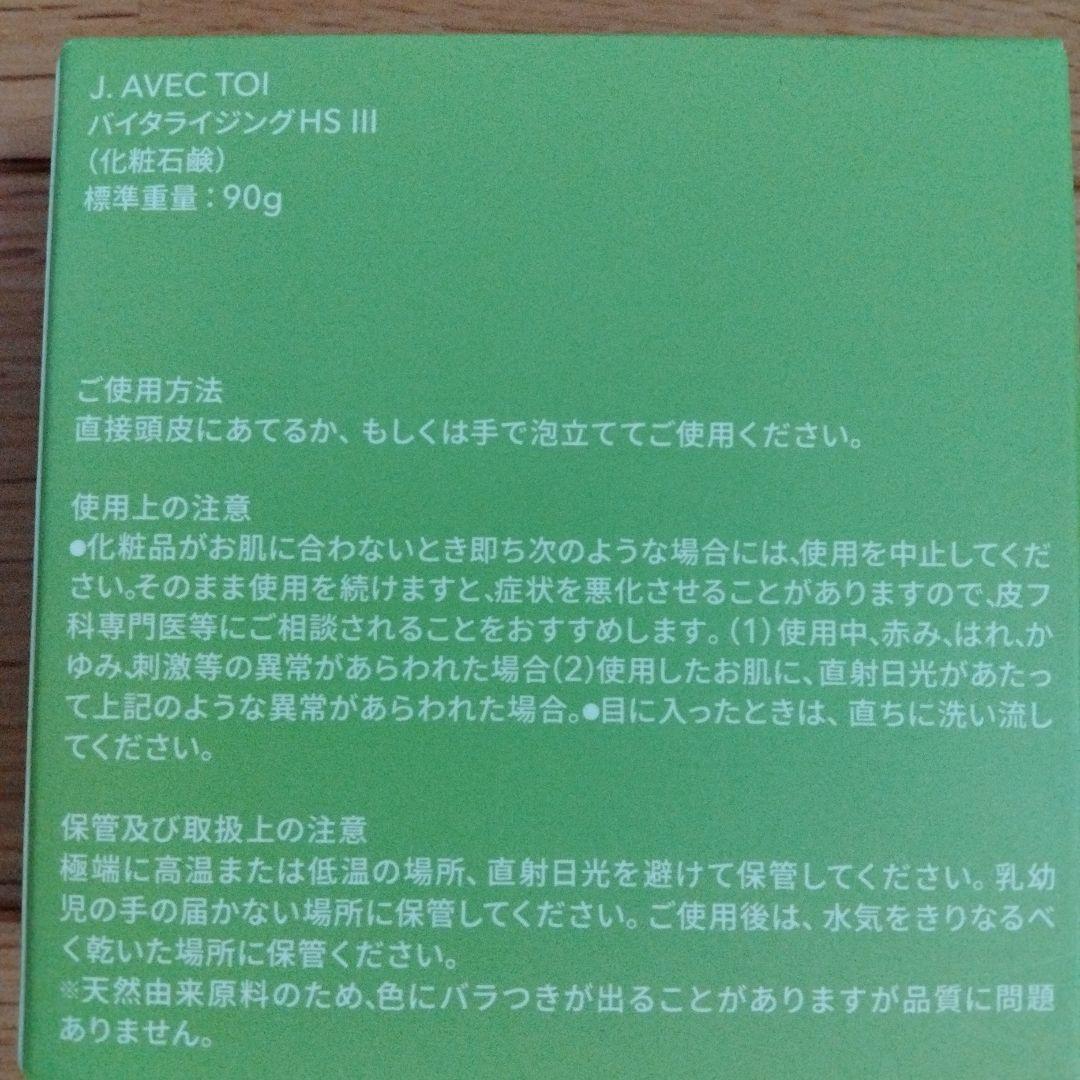 J. AVEC TOI
バイタライジングHS III
(化粧石鹸)
標準重量：90g
ご使用方法
直接頭皮にあてるか、もしくは手で泡立ててご使用ください。
使用上の注意
●化粧品がお肌に合わないとき即ち次のような場合には、使用を中止してくだ
さい。そのまま使用を続けますと、症状を悪化させることがありますので、皮フ
科専門医等にご相談されることをおすすめします。(1)使用中、赤み、はれ、か
ゆみ、刺激等の異常があらわれた場合(2)使用したお肌に、直射日光があたっ
て上記のような異常があらわれた場合。●目に入ったときは、直ちに洗い流し
てください。
保管及び取扱上の注意
極端に高温または低温の場所、直射日光を避けて保管してください。乳幼
児の手の届かない場所に保管してください。ご使用後は、水気をきりなるべ
く乾いた場所に保管ください。
※天然由来原料のため、色にバラつきが出ることがありますが品質に問題
ありません。